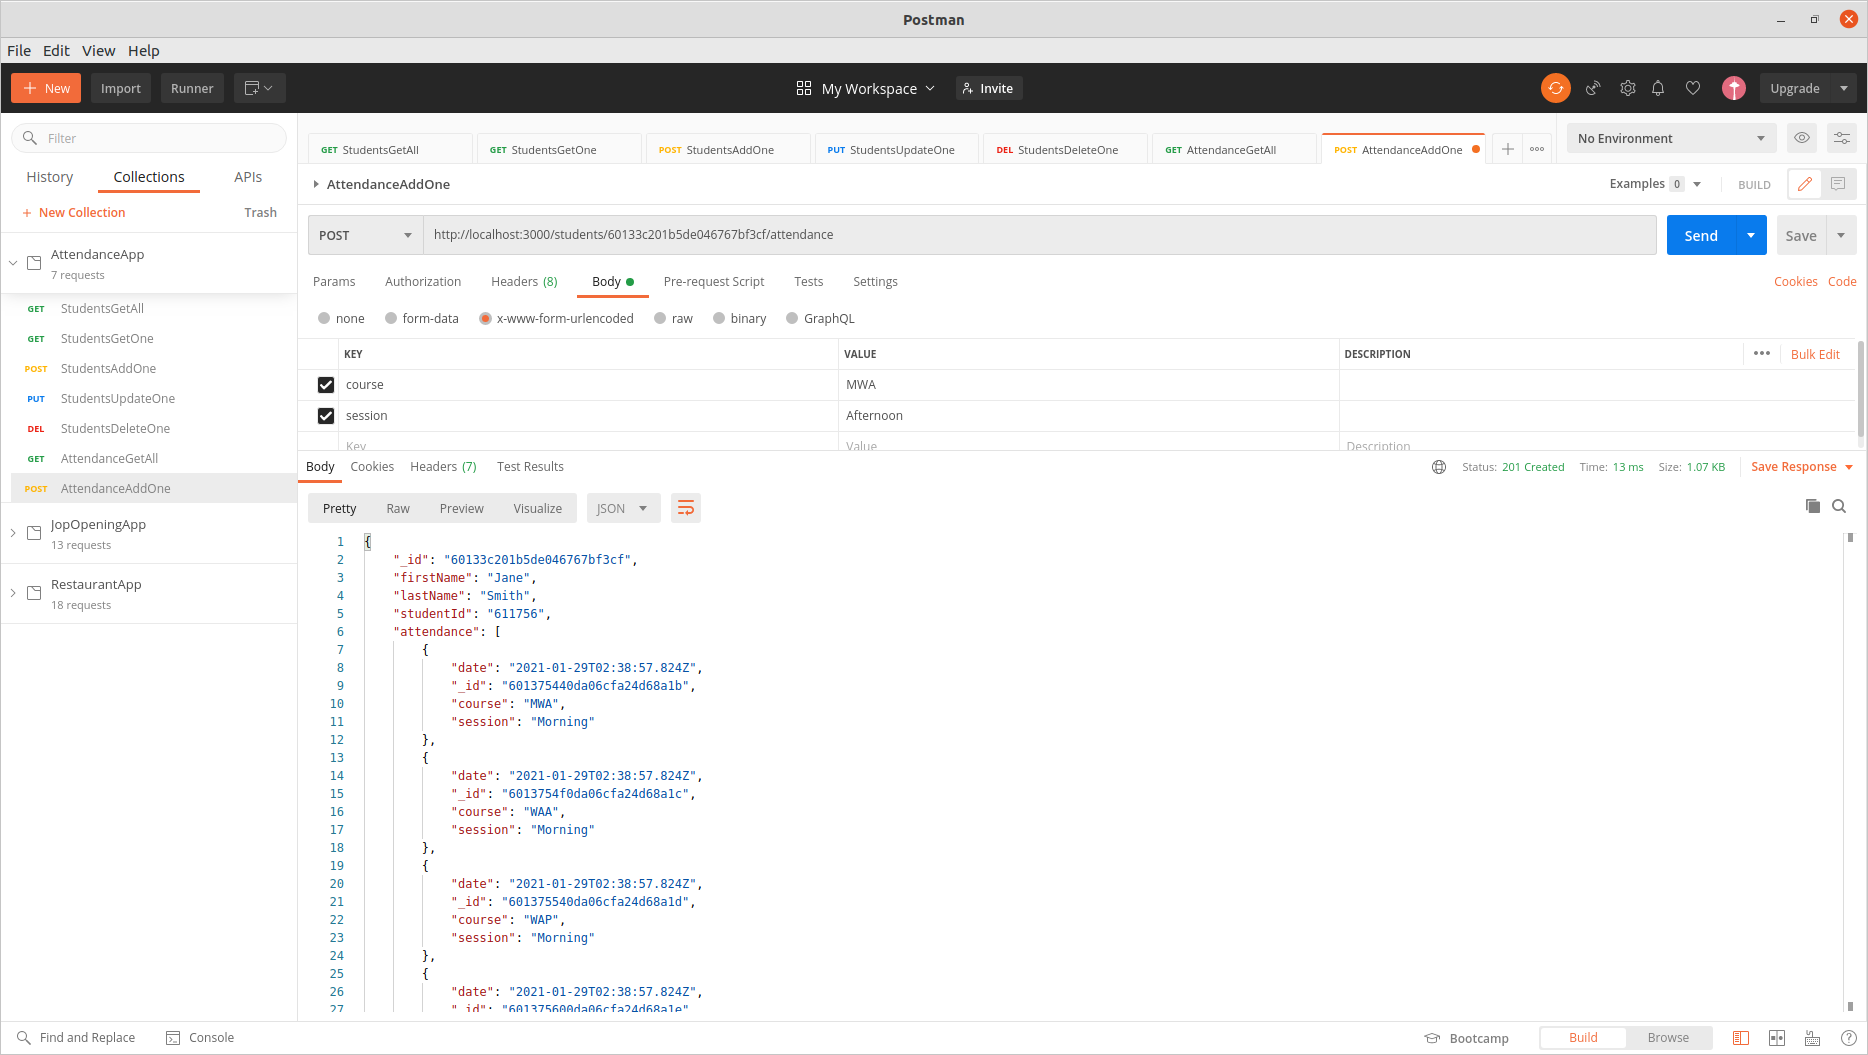 Postman
File Edit View Help
New Import Runner My Workspace Invite Upgrade
Filter
History Collections APIs
New Collection Trash
AttendanceApp
7 requests
GET StudentsGetAll
GET StudentsGetOne
POST StudentsAddOne
PUT StudentsUpdateOne
DEL StudentsDeleteOne
GET AttendanceGetAll
POST AttendanceAddOne
JopOpeningApp
13 requests
RestaurantApp
18 requests
GET StudentsGetAll GET StudentsGetOne POST StudentsAddOne PUT StudentsUpdateOne DEL StudentsDeleteOne GET AttendanceGetAll POST AttendanceAddOne No Environment
AttendanceAddOne Examples 0 BUILD
POST http://localhost:3000/students/60133c201b5de046767bf3cf/attendance Send Save
Params Authorization Headers (8) Body Pre-request Script Tests Settings Cookies Code
none form-data x-www-form-urlencoded raw binary GraphQL
KEY VALUE DESCRIPTION Bulk Edit
course MWA
session Afternoon
Key Value Description
Body Cookies Headers (7) Test Results Status: 201 Created Time: 13 ms Size: 1.07 KB Save Response
Pretty Raw Preview Visualize JSON
1 {
2 "_id": "60133c201b5de046767bf3cf",
3 "firstName": "Jane",
4 "lastName": "Smith",
5 "studentId": "611756",
6 "attendance": [
7 {
8 "date": "2021-01-29T02:38:57.824Z",
9 "_id": "601375440da06cfa24d68a1b",
10 "course": "MWA",
11 "session": "Morning"
12 },
13 {
14 "date": "2021-01-29T02:38:57.824Z",
15 "_id": "6013754f0da06cfa24d68a1c",
16 "course": "WAA",
17 "session": "Morning"
18 },
19 {
20 "date": "2021-01-29T02:38:57.824Z",
21 "_id": "601375540da06cfa24d68a1d",
22 "course": "WAP",
23 "session": "Morning"
24 },
25 {
26 "date": "2021-01-29T02:38:57.824Z",
27 "_id": "601375600da06cfa24d68a1e",
Find and Replace Console Bootcamp Build Browse